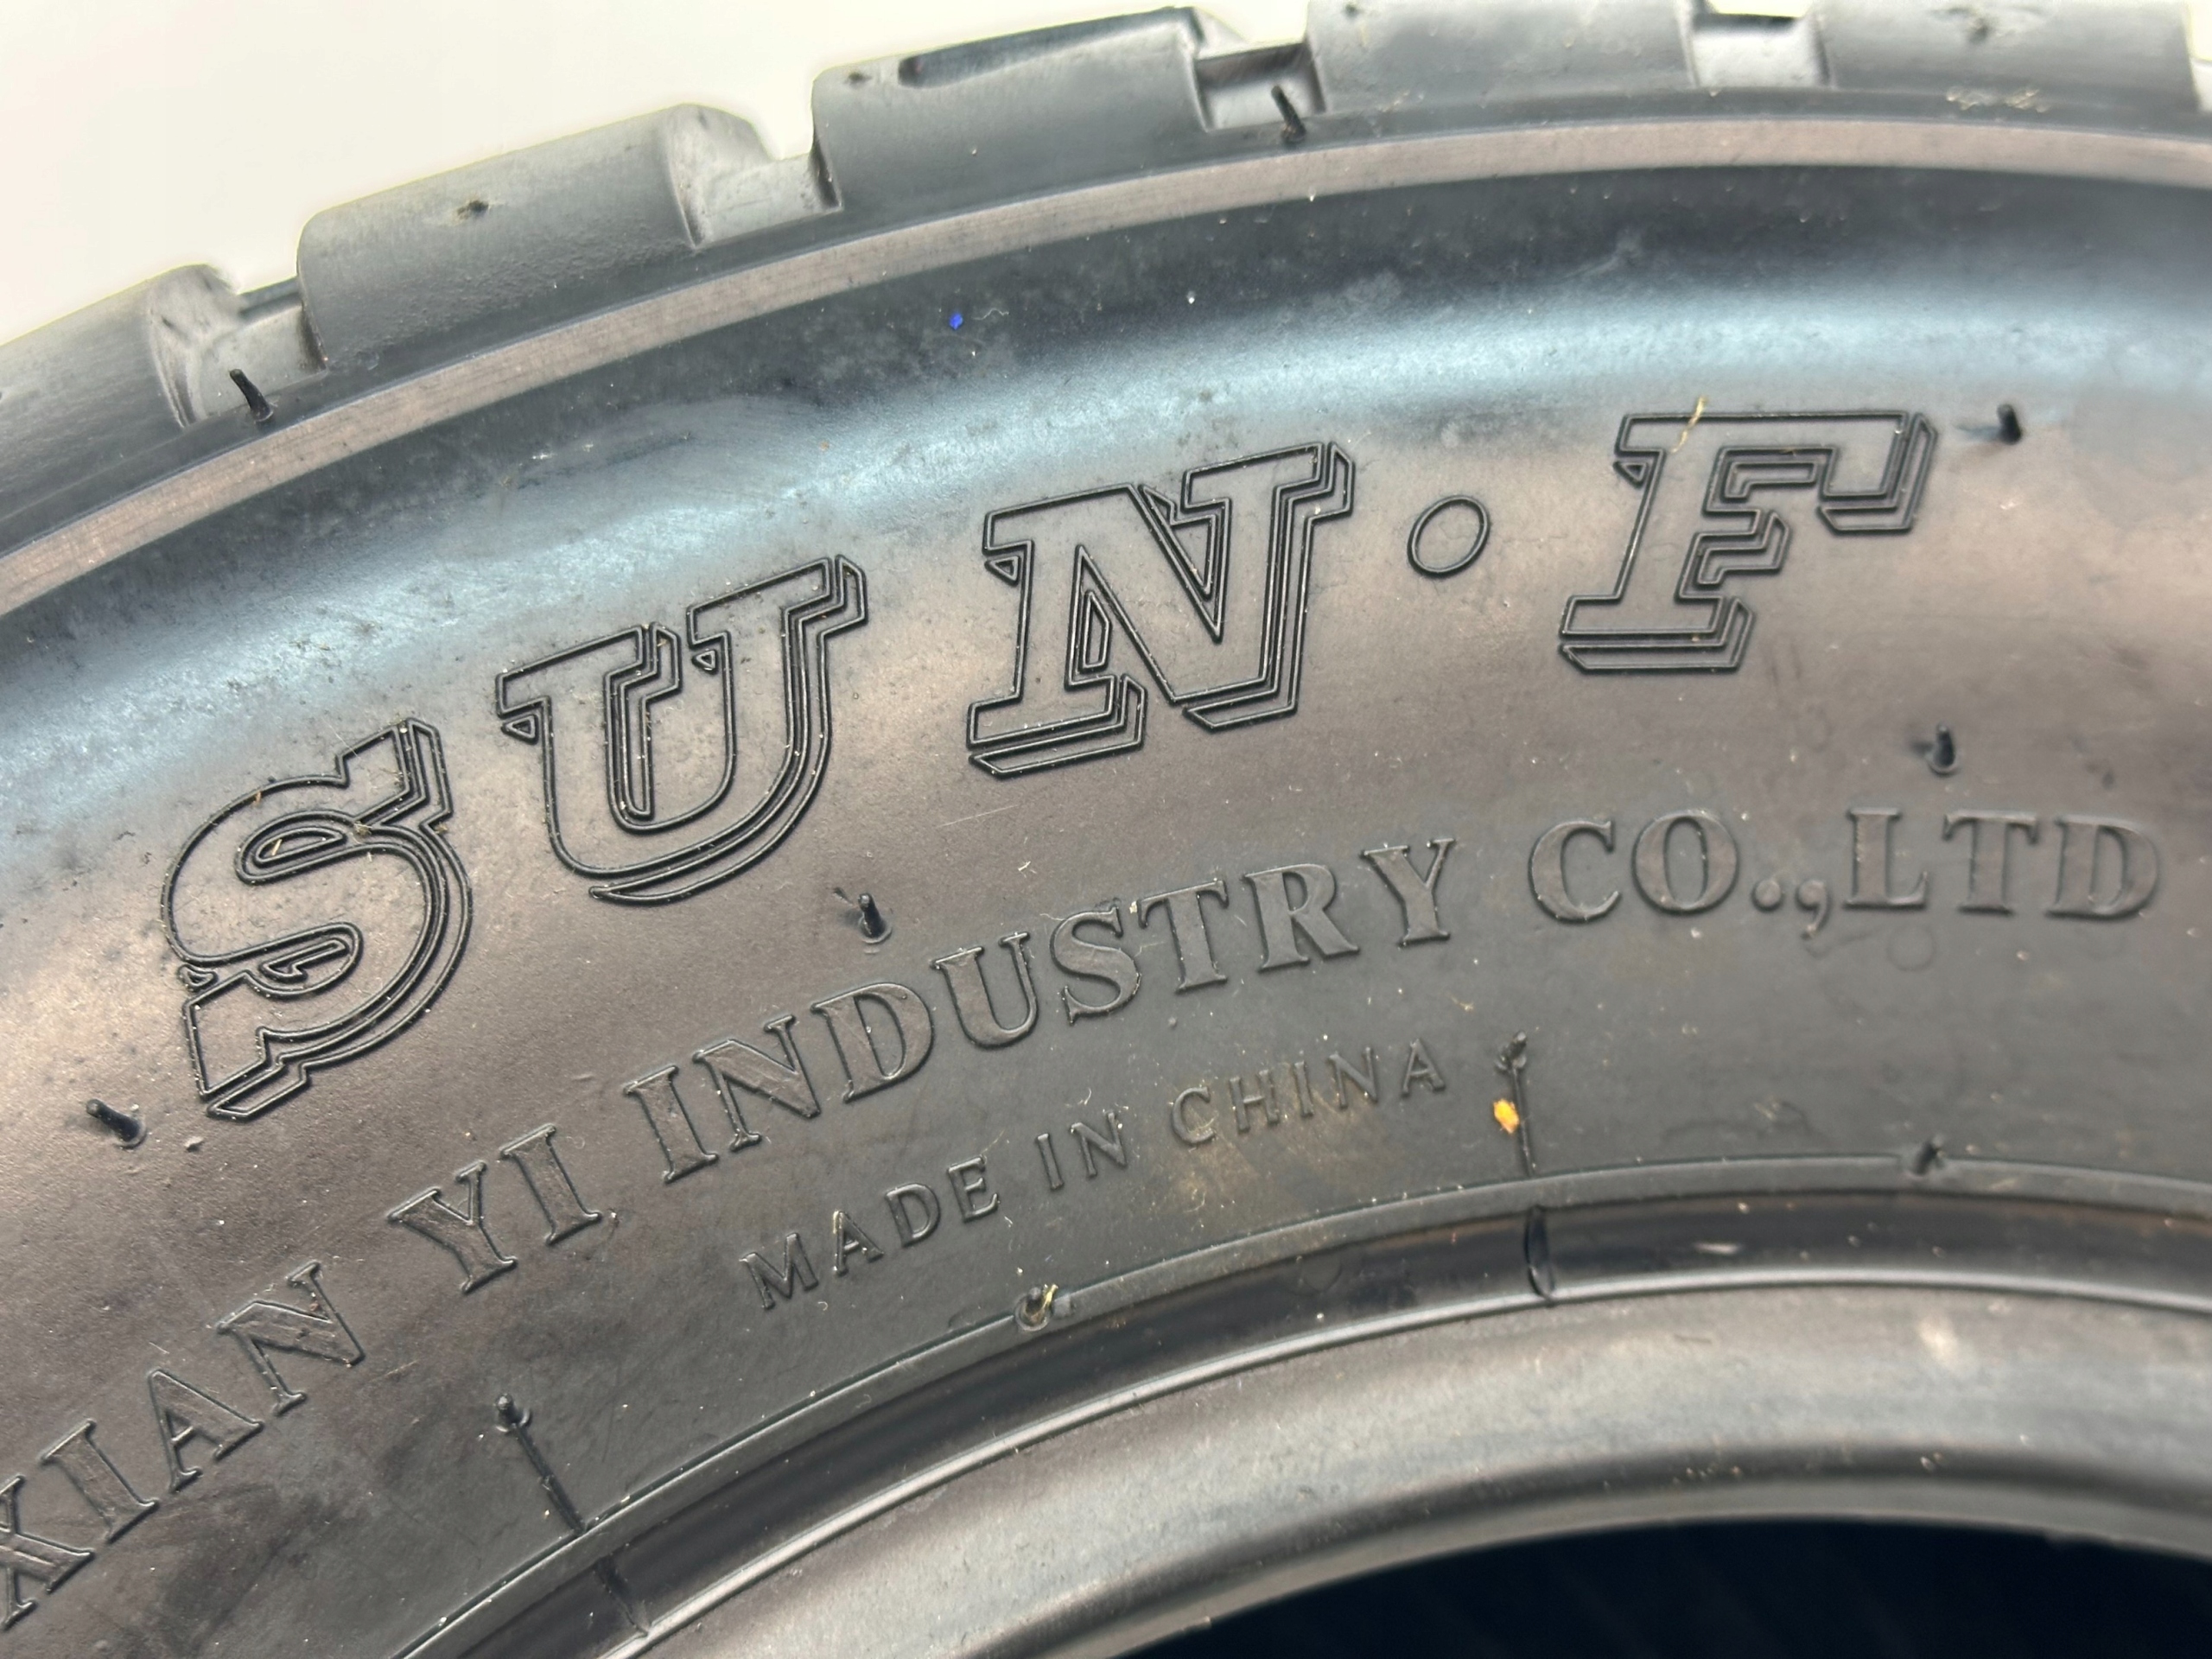 SUN·F
XIAN YI INDUSTRY CO.,LTD
MADE IN CHINA